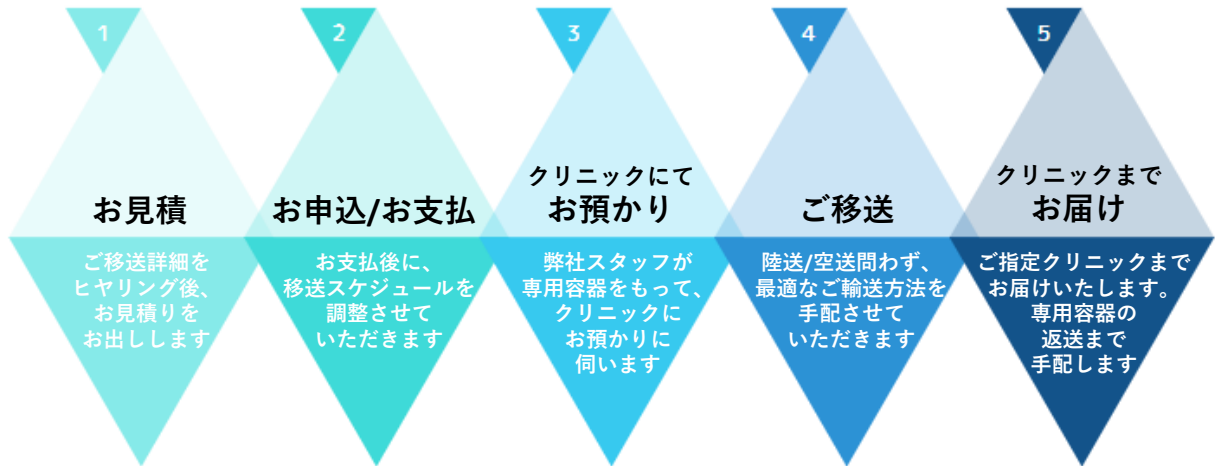 1
お見積
ご移送詳細を
ヒヤリング後、
お見積りを
お出しします
2
お申込/お支払
お支払後に、
移送スケジュールを
調整させて
いただきます
3
クリニックにて
お預かり
弊社スタッフが
専用容器をもって、
クリニックに
お預かりに
伺います
4
ご移送
陸送/空送問わず、
最適なご輸送方法を
手配させて
いただきます
5
クリニックまで
お届け
ご指定クリニックまで
お届けいたします。
専用容器の
返送まで
手配します